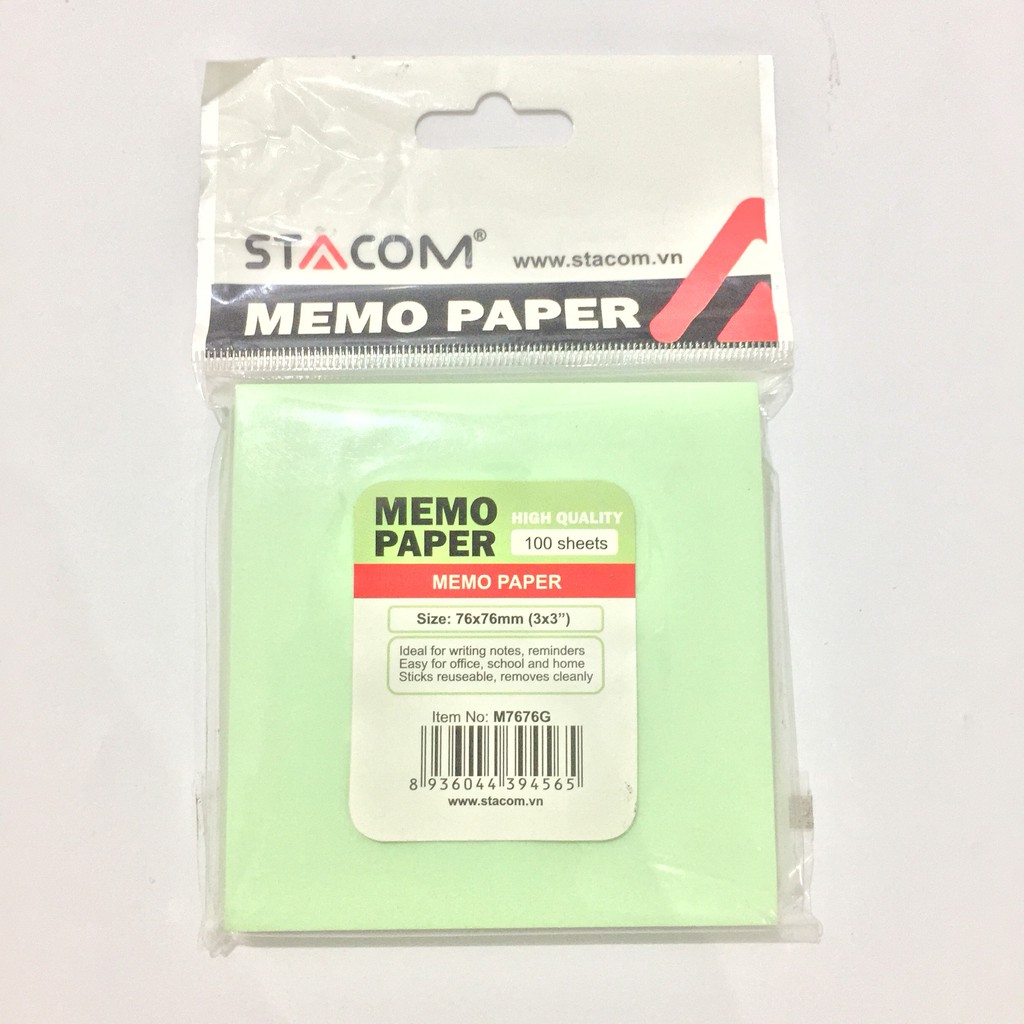 STACOM®
www.stacom.vn
MEMO PAPER
MEMO
PAPER
HIGH QUALITY
100 sheets
MEMO PAPER
Size: 76x76mm (3x3”)
Ideal for writing notes, reminders
Easy for office, school and home
Sticks reuseable, removes cleanly
Item No: M7676G
8 936044 394565
www.stacom.vn